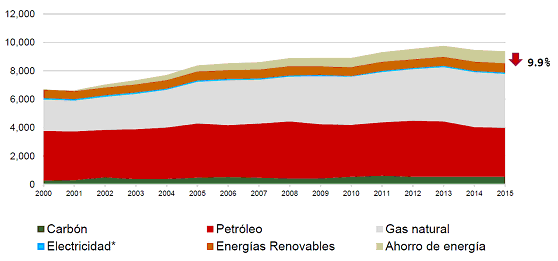 12,000
10,000
8,000
6,000
4,000
2,000
0
9.9%
2000 2001 2002 2003 2004 2005 2006 2007 2008 2009 2010 2011 2012 2013 2014 2015
Carbón Petróleo Gas natural
Electricidad* Energías Renovables Ahorro de energía